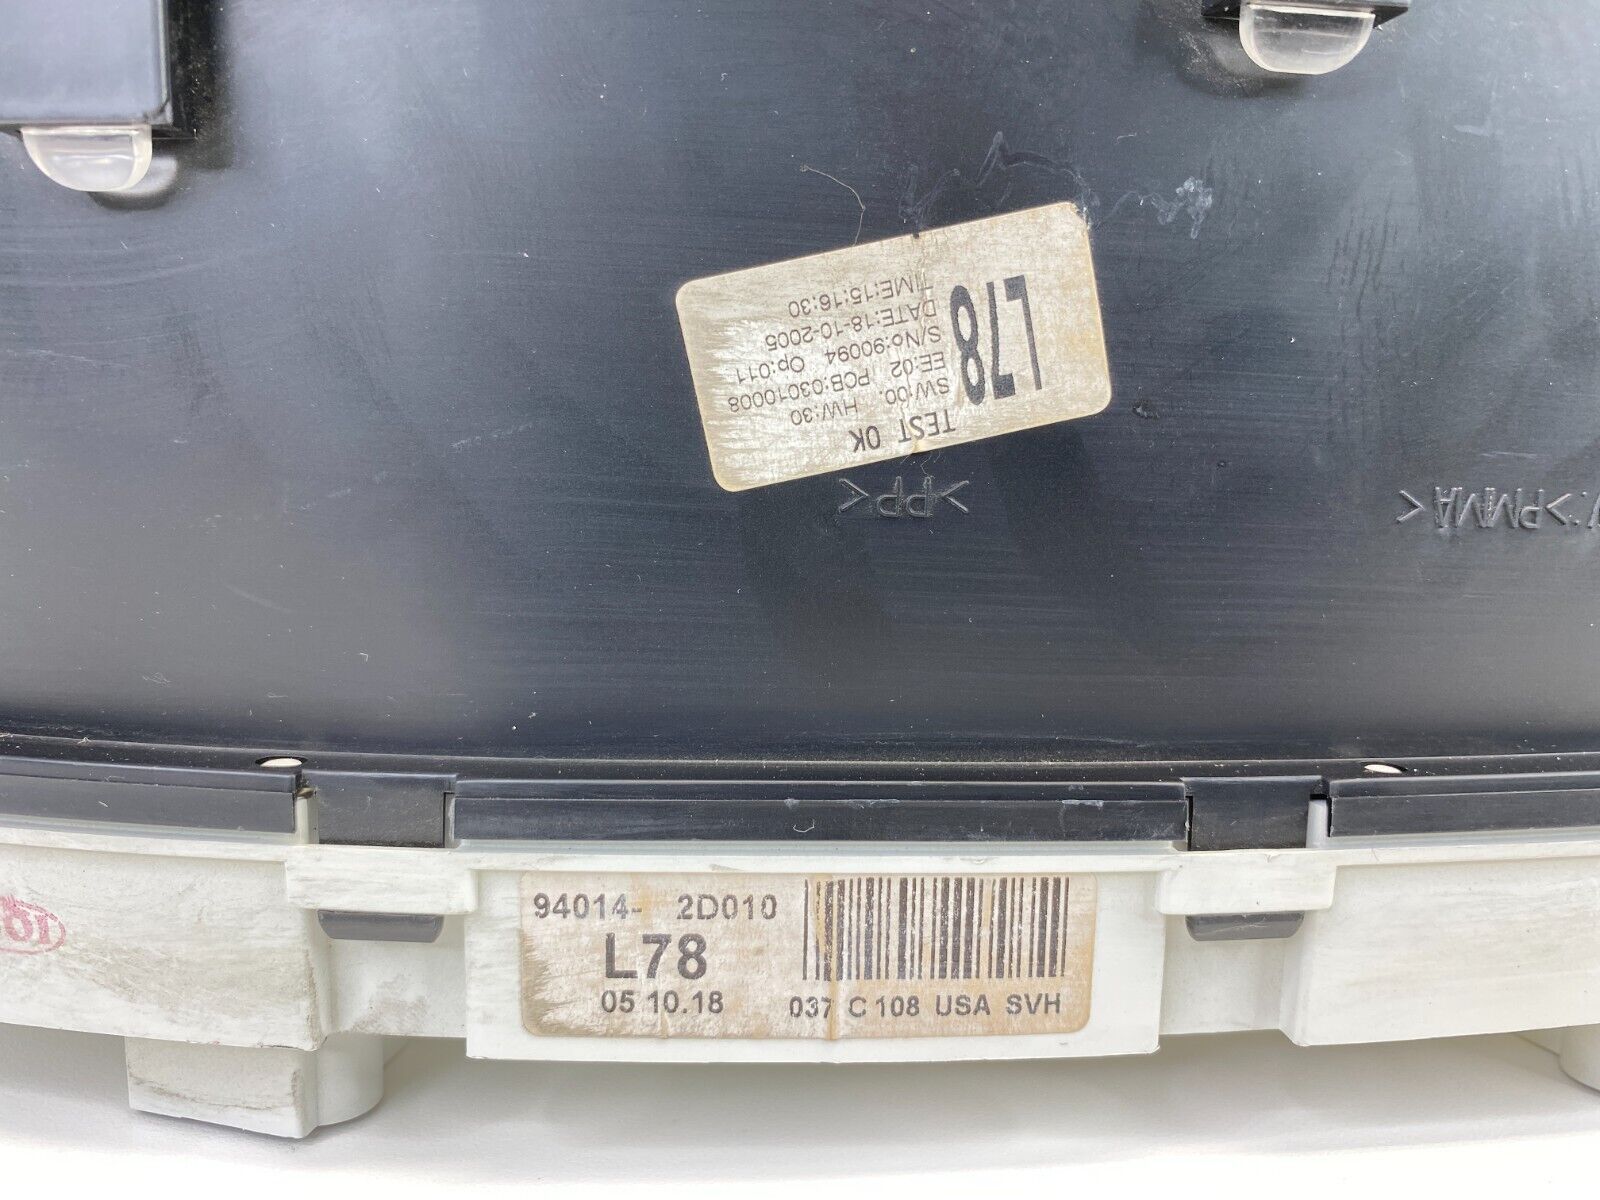 TEST OK
SW:00 HW:30
EE:02 PCB:03010008
S/No:90094 Op:011
DATE:18-10-2005
TIME:15:16:30
L78
>PP<
>PMMA<
94014- 2D010
L78
05 10.18
037 C 108 USA SVH